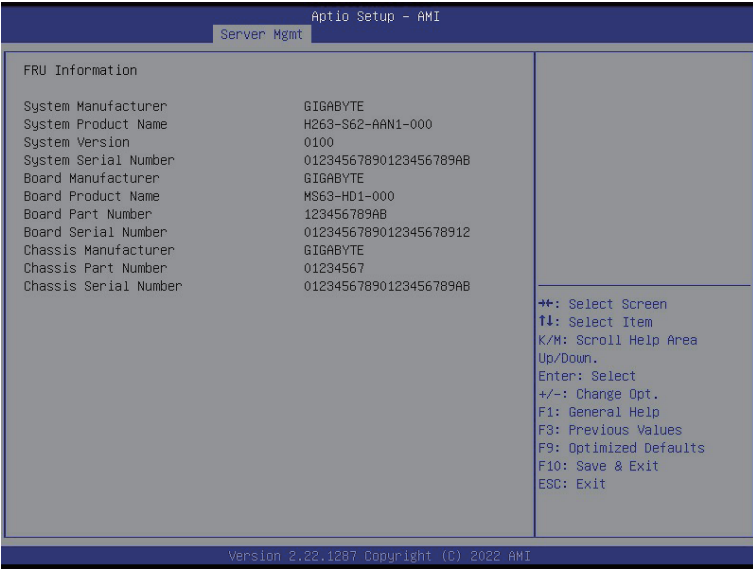 Aptio Setup – AMI
Server Mgmt
FRU Information
System Manufacturer GIGABYTE
System Product Name H263-S62-AAN1-000
System Version 0100
System Serial Number 01234567890123456789AB
Board Manufacturer GIGABYTE
Board Product Name MS63-HD1-000
Board Part Number 123456789AB
Board Serial Number 0123456789012345678912
Chassis Manufacturer GIGABYTE
Chassis Part Number 01234567
Chassis Serial Number 01234567890123456789AB
→←: Select Screen
↑↓: Select Item
K/M: Scroll Help Area
Up/Down.
Enter: Select
+/-: Change Opt.
F1: General Help
F3: Previous Values
F9: Optimized Defaults
F10: Save & Exit
ESC: Exit
Version 2.22.1287 Copyright (C) 2022 AMI